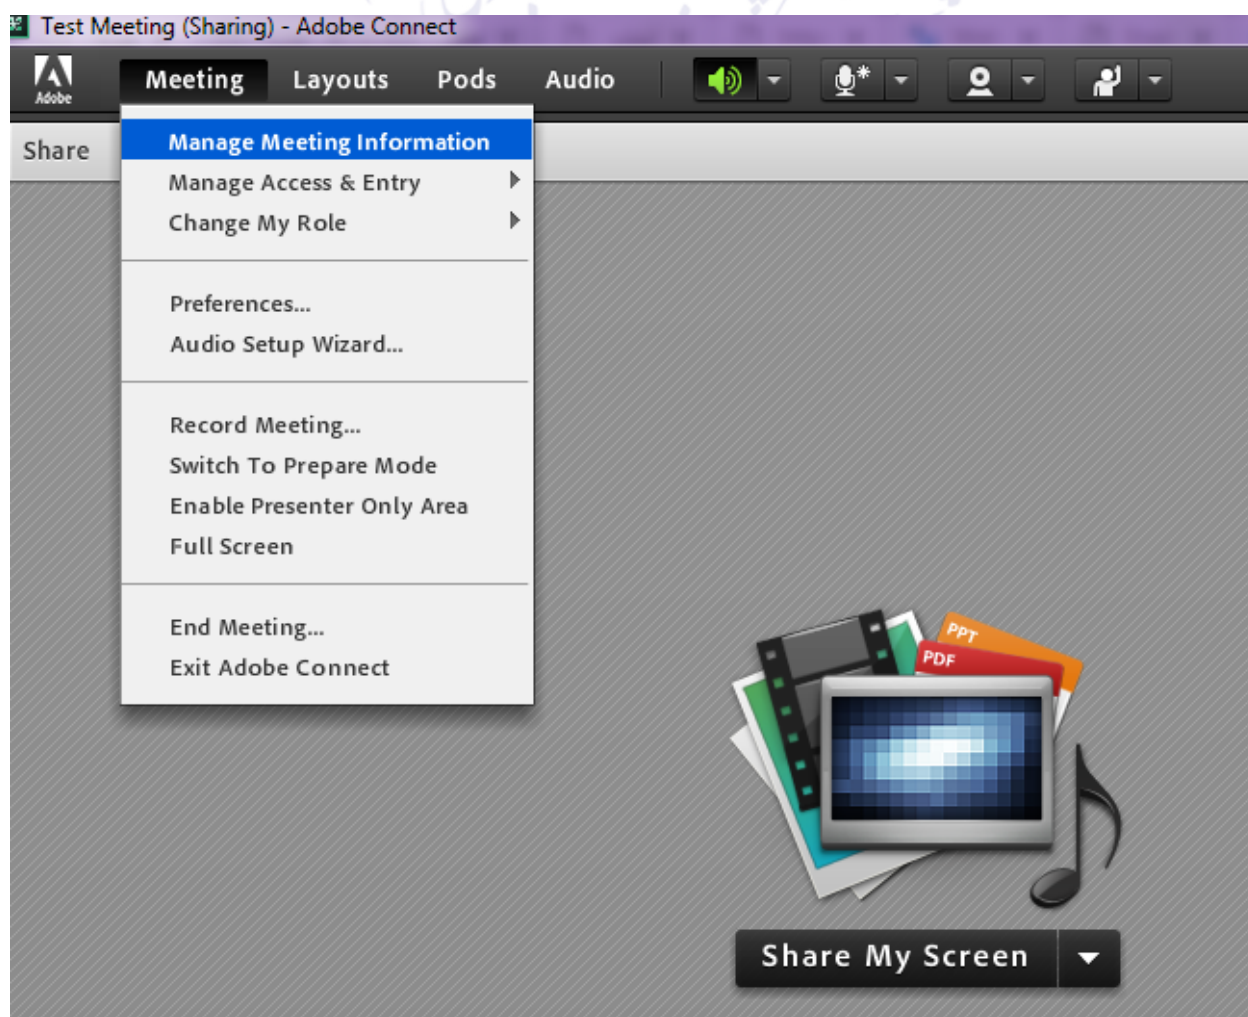 Test Meeting (Sharing) - Adobe Connect
Adobe
Meeting Layouts Pods Audio
Share
Manage Meeting Information
Manage Access & Entry
Change My Role
Preferences...
Audio Setup Wizard...
Record Meeting...
Switch To Prepare Mode
Enable Presenter Only Area
Full Screen
End Meeting...
Exit Adobe Connect
PPT
PDF
Share My Screen